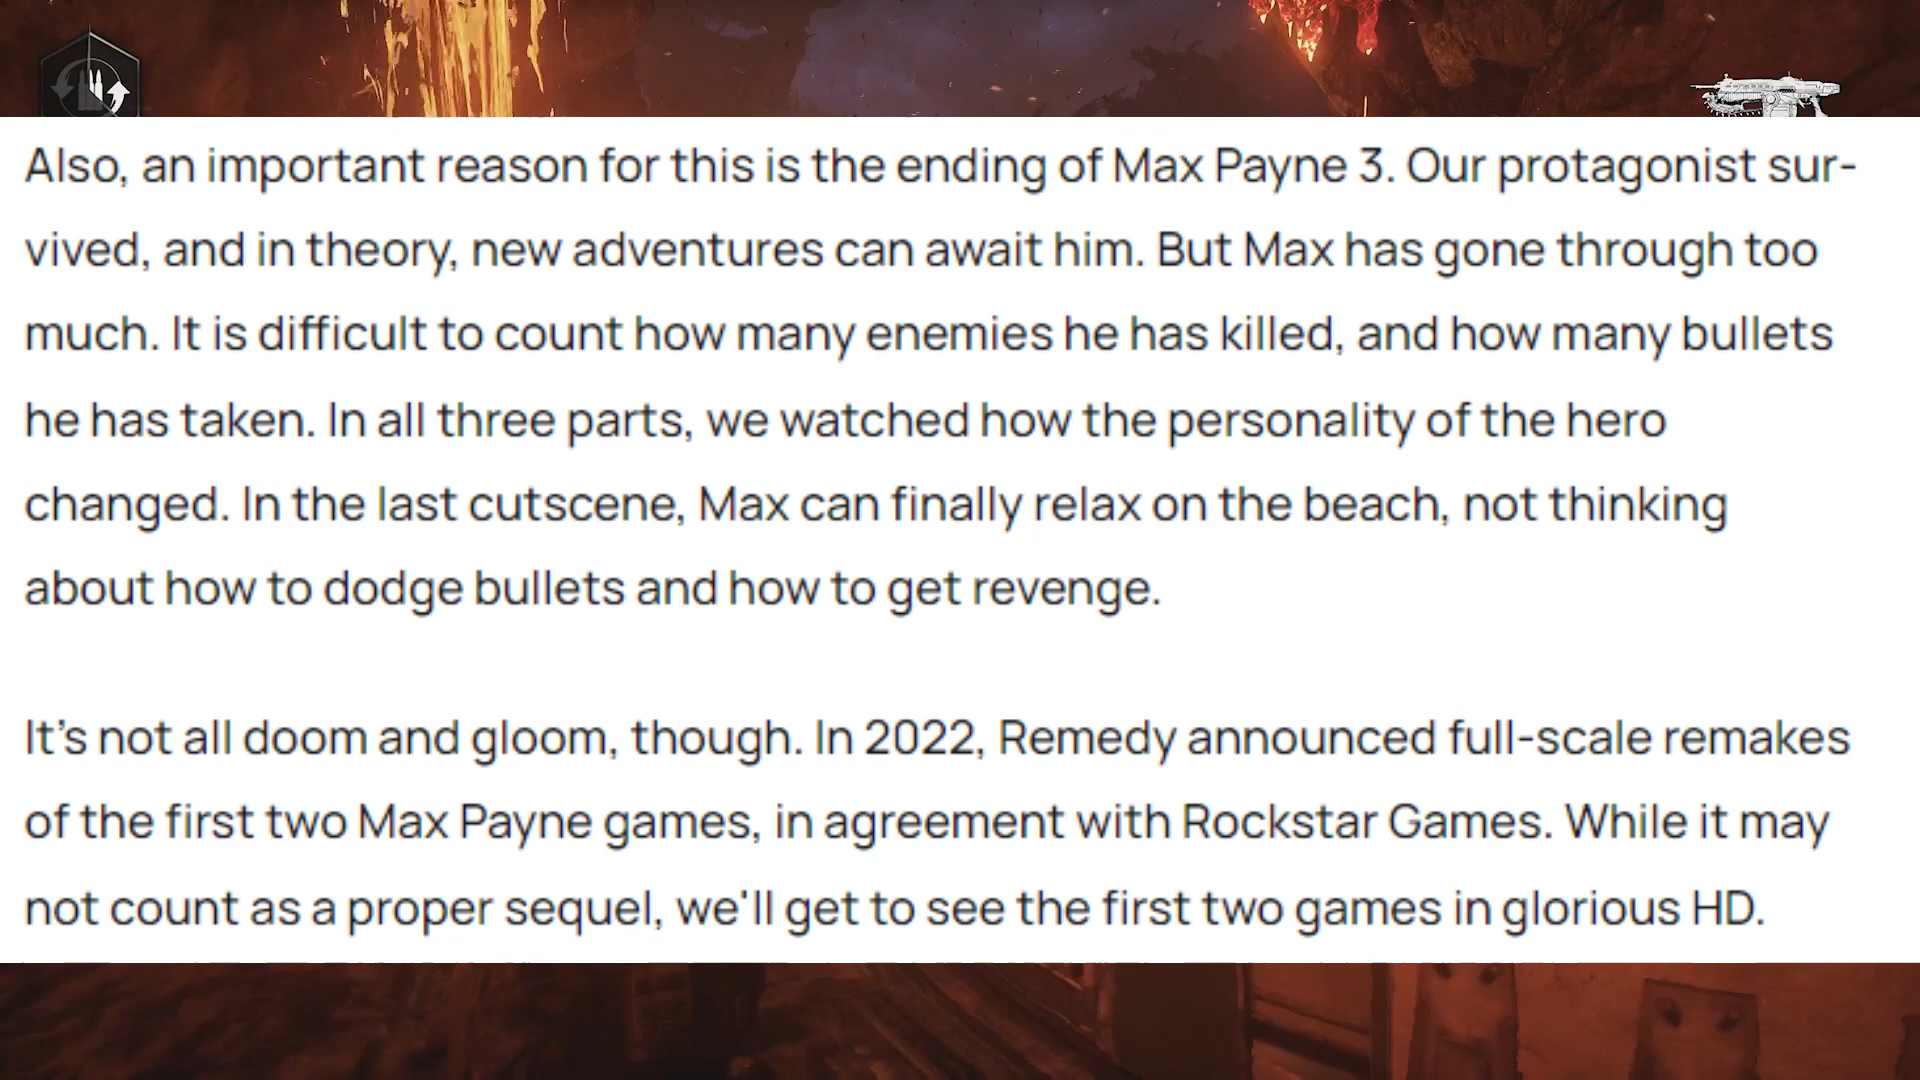 Also, an important reason for this is the ending of Max Payne 3. Our protagonist sur-
vived, and in theory, new adventures can await him. But Max has gone through too
much. It is difficult to count how many enemies he has killed, and how many bullets
he has taken. In all three parts, we watched how the personality of the hero
changed. In the last cutscene, Max can finally relax on the beach, not thinking
about how to dodge bullets and how to get revenge.
It’s not all doom and gloom, though. In 2022, Remedy announced full-scale remakes
of the first two Max Payne games, in agreement with Rockstar Games. While it may
not count as a proper sequel, we'll get to see the first two games in glorious HD.